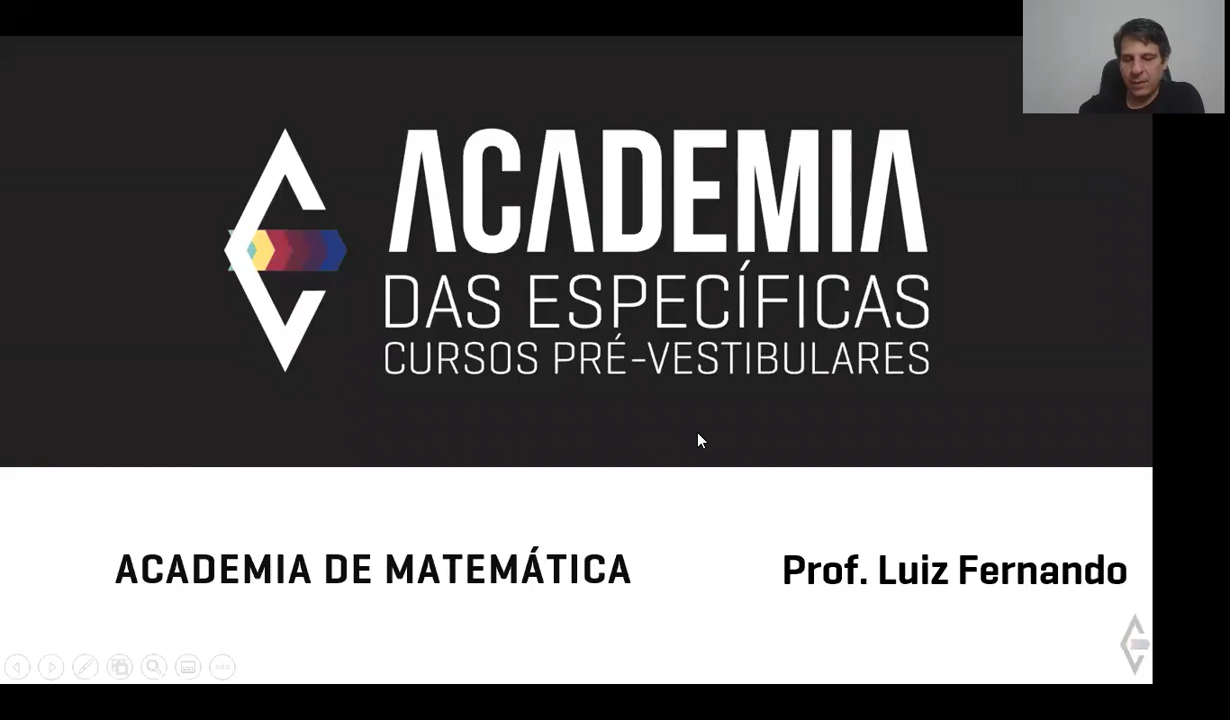 ACADEMIA
DAS ESPECÍFICAS
CURSOS PRÉ-VESTIBULARES
ACADEMIA DE MATEMÁTICA
Prof. Luiz Fernando